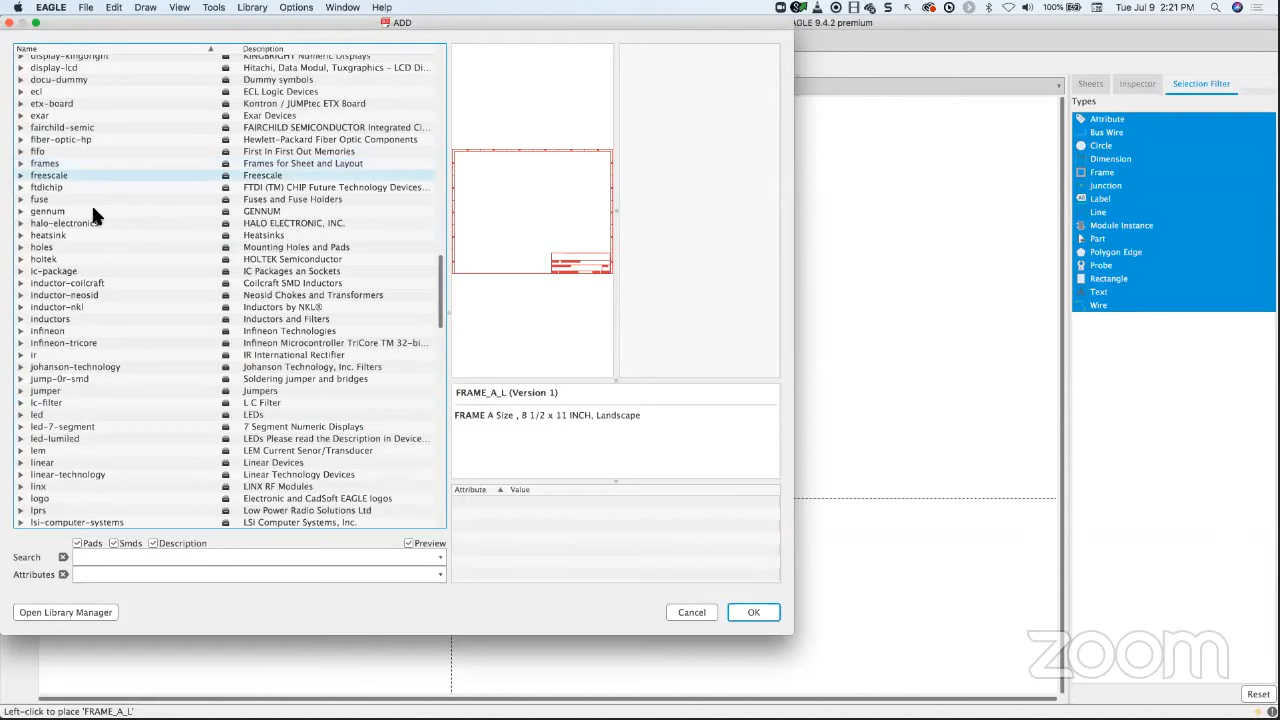 EAGLE File Edit Draw View Tools Library Options Window Help 100% Tue Jul 9 2:21 PM
ADD
EAGLE 9.4.2 premium
Name Description
display-kingbright KINGBRIGHT Numeric Displays
display-lcd Hitachi, Data Modul, Tuxgraphics - LCD Di...
docu-dummy Dummy symbols
ecl ECL Logic Devices
etx-board Kontron / JUMPtec ETX Board
exar Exar Devices
fairchild-semic FAIRCHILD SEMICONDUCTOR Integrated Ci...
fiber-optic-hp Hewlett-Packard Fiber Optic Components
fifo First In First Out Memories
frames Frames for Sheet and Layout
freescale Freescale
ftdichip FTDI (TM) CHIP Future Technology Devices...
fuse Fuses and Fuse Holders
gennum GENNUM
halo-electronics HALO ELECTRONIC, INC.
heatsink Heatsinks
holes Mounting Holes and Pads
holtek HOLTEK Semiconductor
ic-package IC Packages an Sockets
inductor-coilcraft Coilcraft SMD Inductors
inductor-neosid Neosid Chokes and Transformers
inductor-nkl Inductors by NKL®
inductors Inductors and Filters
infineon Infineon Technologies
infineon-tricore Infineon Microcontroller TriCore TM 32-bi...
ir IR International Rectifier
johanson-technology Johanson Technology, Inc. Filters
jump-0r-smd Soldering jumper and bridges
jumper Jumpers
lc-filter L C Filter
led LEDs
led-7-segment 7 Segment Numeric Displays
led-lumiled LEDs Please read the Description in Device...
lem LEM Current Senor/Transducer
linear Linear Devices
linear-technology Linear Technology Devices
linx LINX RF Modules
logo Electronic and CadSoft EAGLE logos
lprs Low Power Radio Solutions Ltd
lsi-computer-systems LSi Computer Systems, Inc.
Pads Smds Description Preview
Search
Attributes
Open Library Manager
Cancel OK
FRAME_A_L (Version 1)
FRAME A Size , 8 1/2 x 11 INCH, Landscape
Attribute Value
Sheets Inspector Selection Filter
Types
Attribute
Bus Wire
Circle
Dimension
Frame
Junction
Label
Line
Module Instance
Part
Polygon Edge
Probe
Rectangle
Text
Wire
zoom
Reset
Left-click to place 'FRAME_A_L'